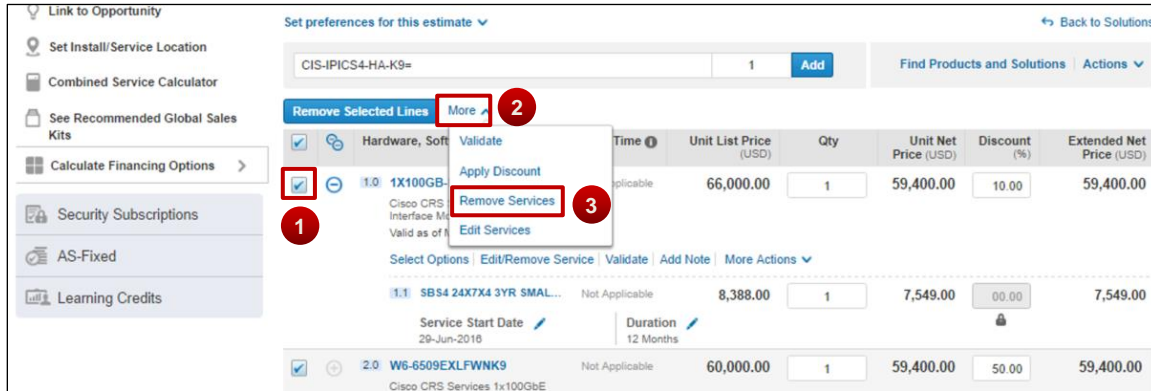 Link to Opportunity
Set Install/Service Location
Combined Service Calculator
See Recommended Global Sales
Kits
Calculate Financing Options >
Security Subscriptions
AS-Fixed
Learning Credits
Set preferences for this estimate
Back to Solutions
CIS-IPICS4-HA-K9= 1 Add
Find Products and Solutions | Actions
Remove Selected Lines More 2
Hardware, Soft Time Unit List Price (USD) Qty Unit Net Price (USD) Discount (%) Extended Net Price (USD)
Validate
Apply Discount
Remove Services 3
Edit Services
1
1.0 1X100GB- plicable 66,000.00 1 59,400.00 10.00 59,400.00
Cisco CRS
Interface Mo
Valid as of
Select Options | Edit/Remove Service | Validate | Add Note | More Actions
1.1 SBS4 24X7X4 3YR SMAL... Not Applicable 8,388.00 1 7,549.00 00.00 7,549.00
Service Start Date Duration
29-Jun-2016 12 Months
2.0 W6-6509EXLFWNK9 Not Applicable 60,000.00 1 59,400.00 50.00 59,400.00
Cisco CRS Services 1x100GbE